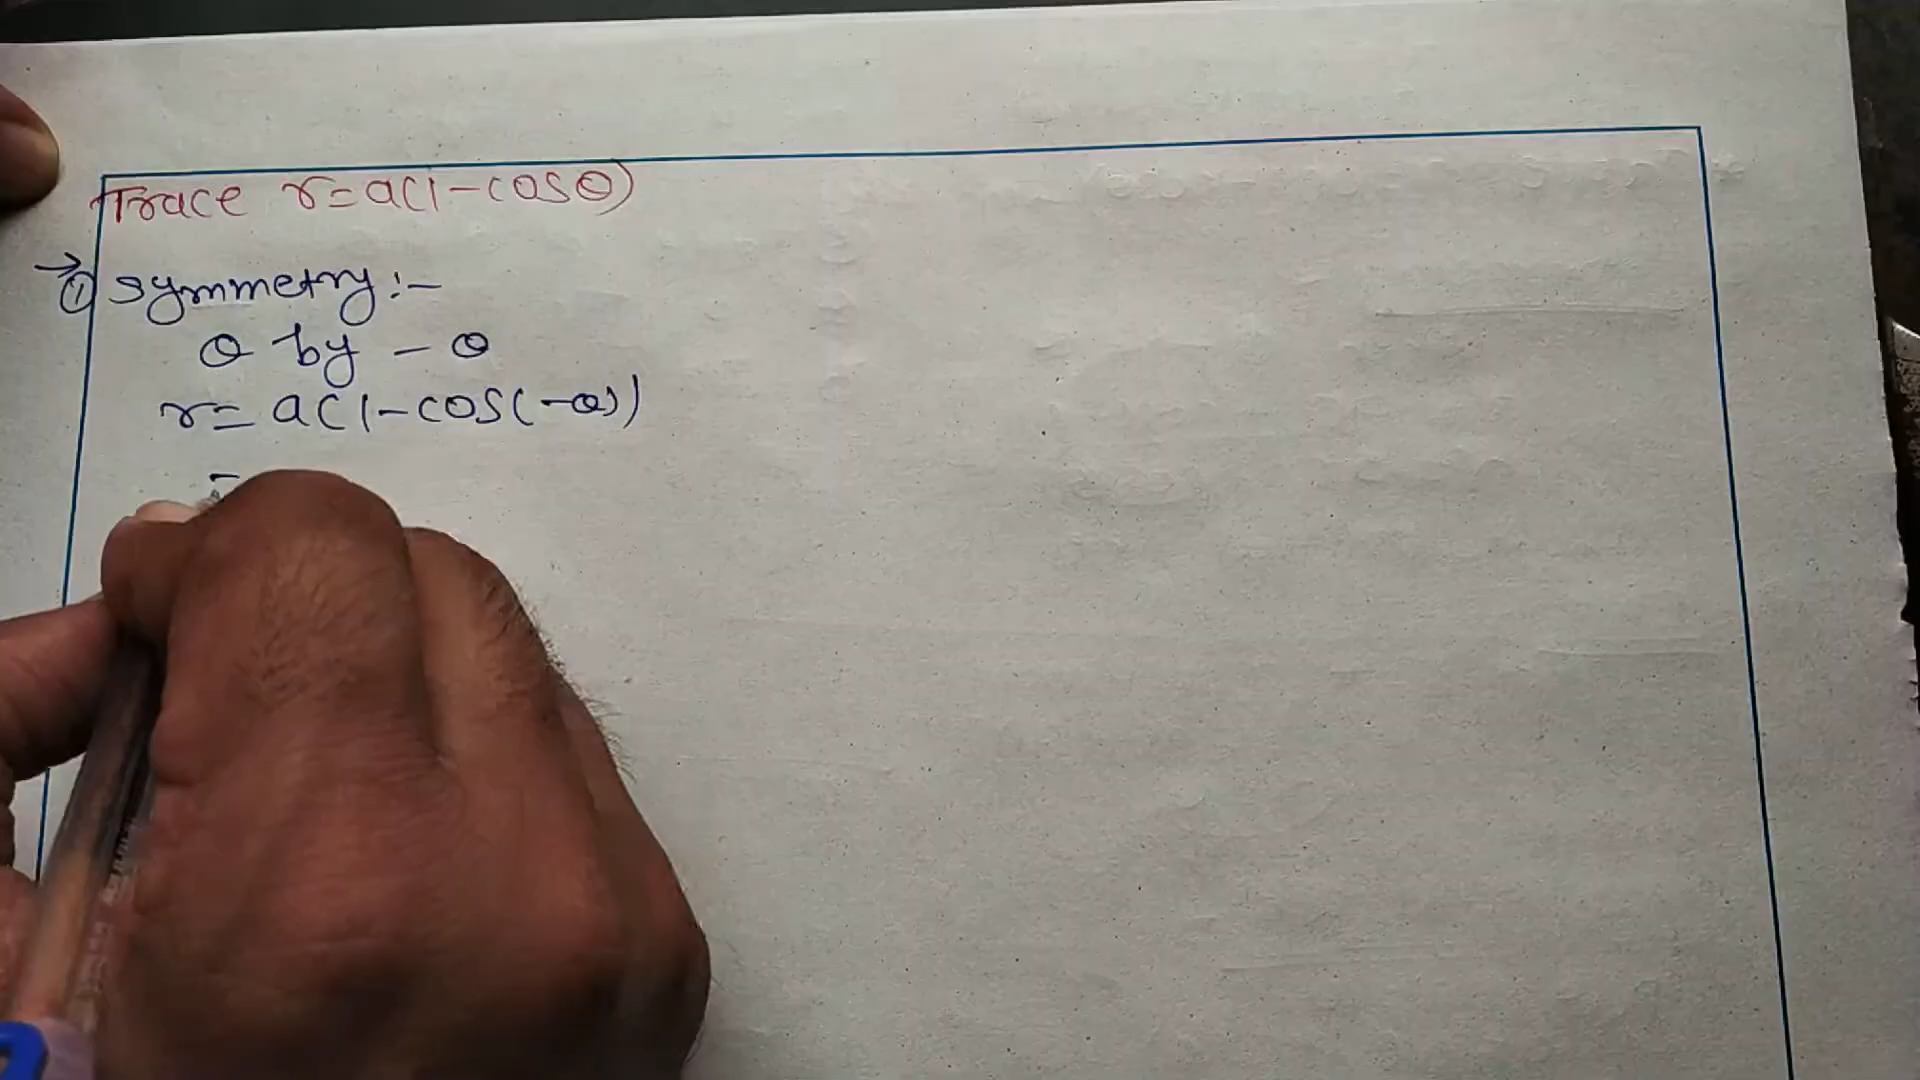 Trace r=a(1-cosθ)
→ ① symmetry:-
θ by -θ
r= a(1-cos(-θ))
=